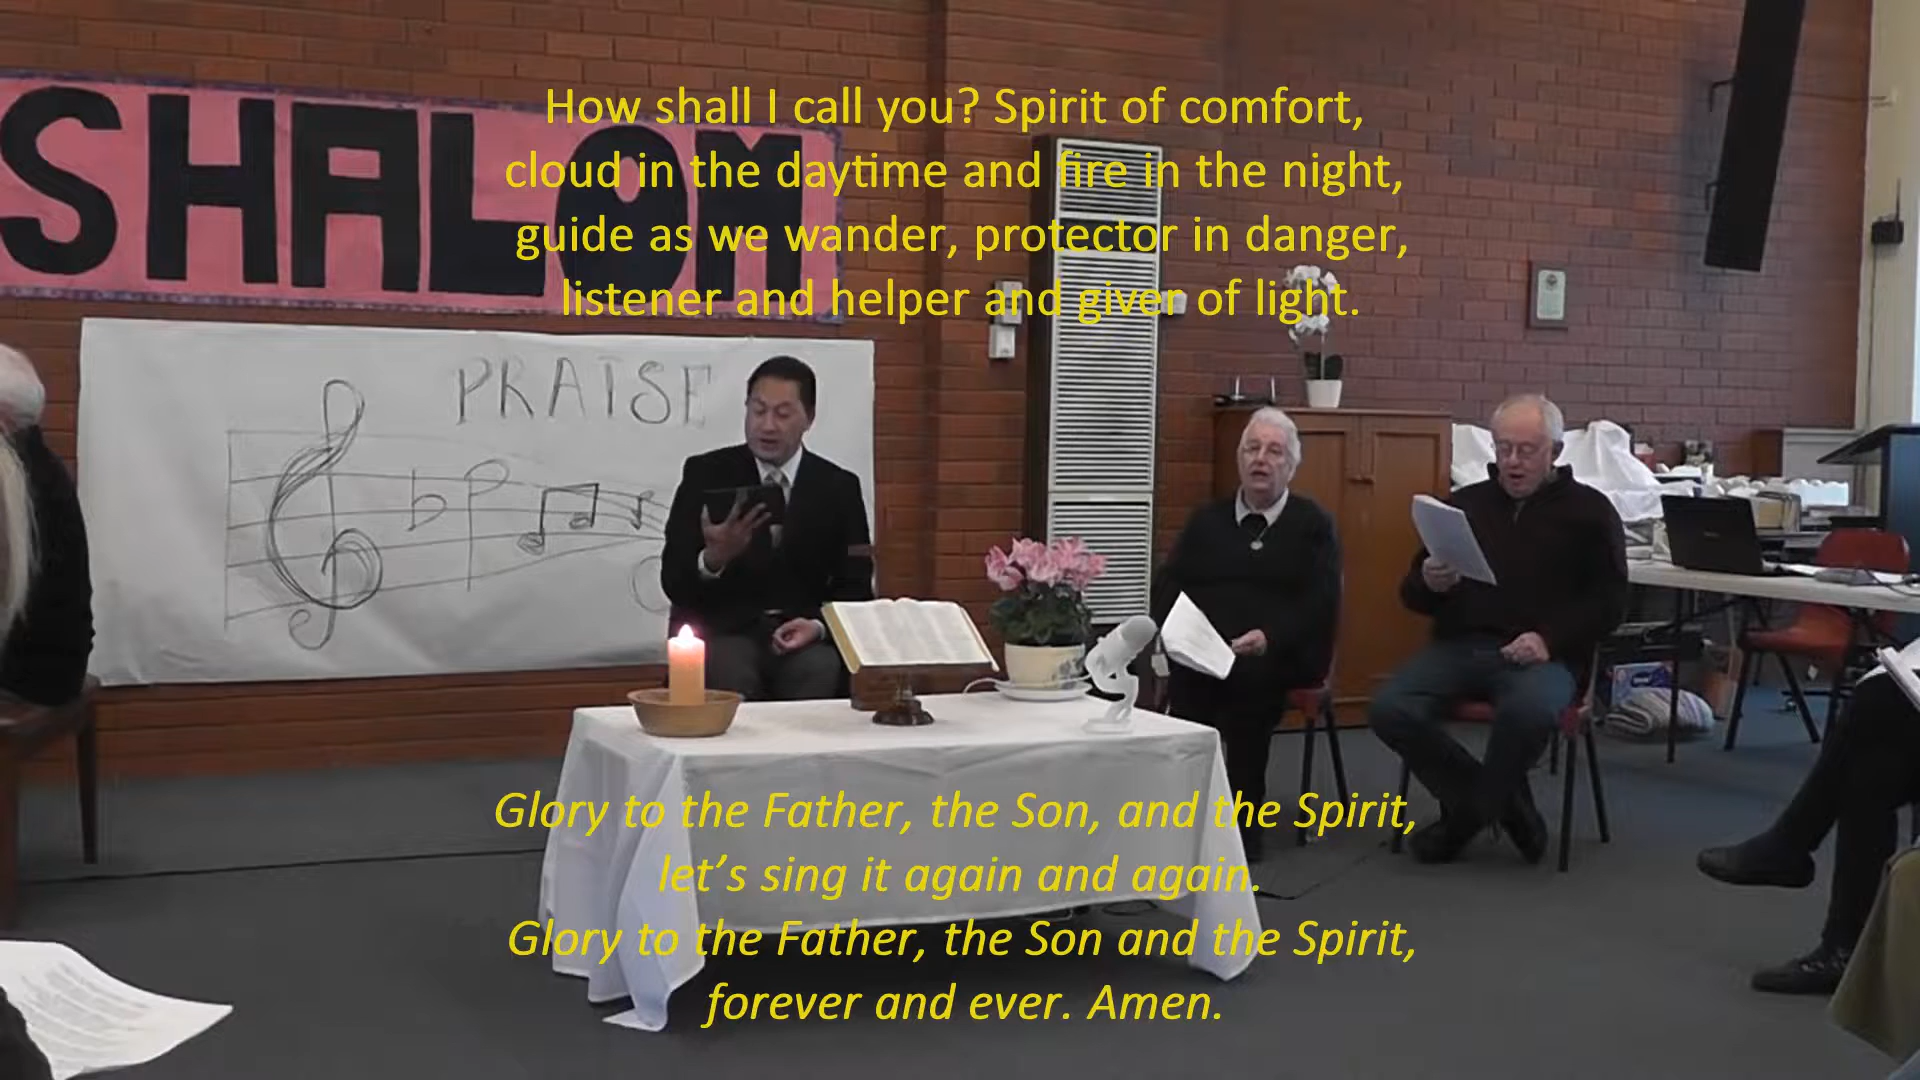 SHALOM
How shall I call you? Spirit of comfort,
cloud in the daytime and fire in the night,
guide as we wander, protector in danger,
listener and helper and giver of light.
PRAISE
Glory to the Father, the Son, and the Spirit,
let’s sing it again and again.
Glory to the Father, the Son and the Spirit,
forever and ever. Amen.